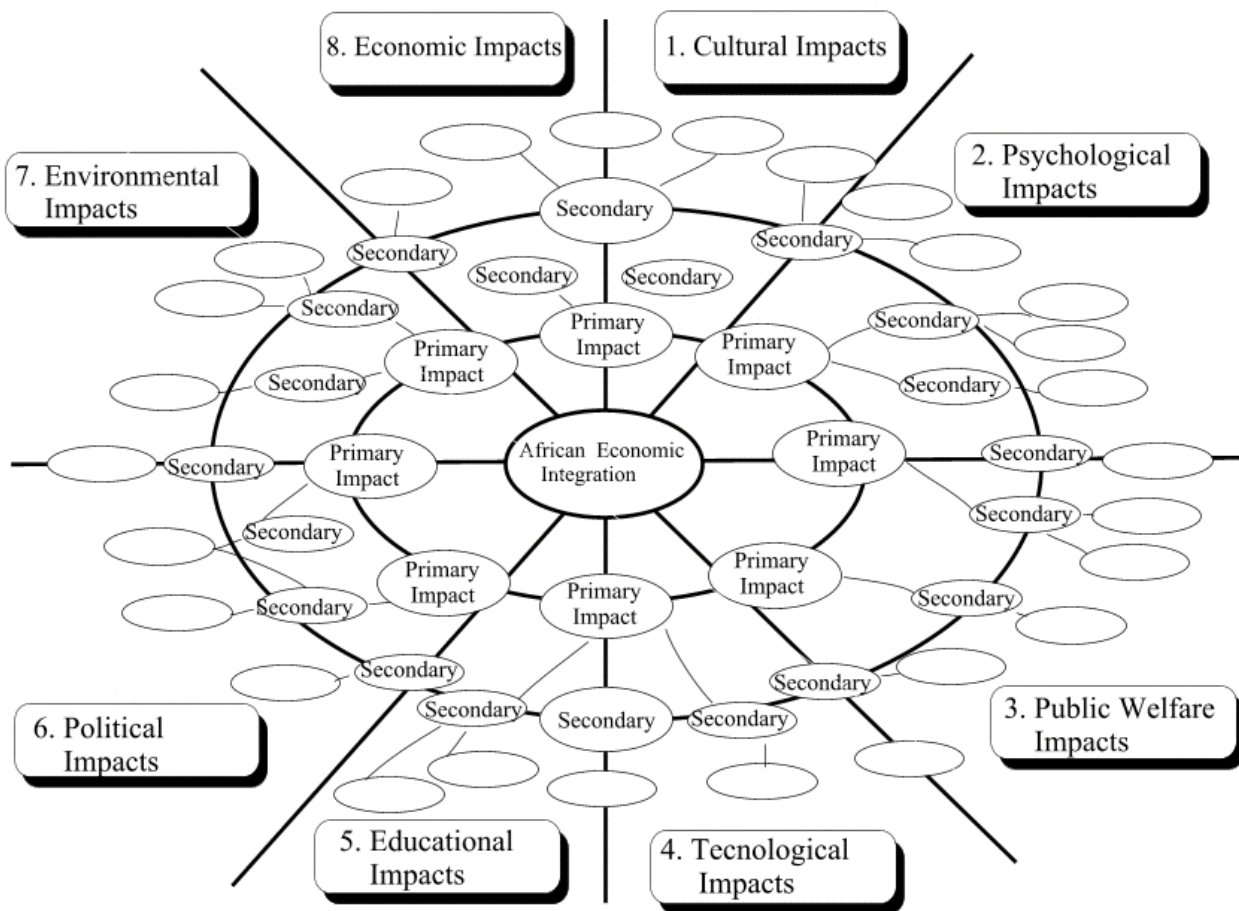 8. Economic Impacts
1. Cultural Impacts
7. Environmental
Impacts
2. Psychological
Impacts
Secondary
Secondary
Secondary
Secondary
Secondary
Secondary
Secondary
Primary
Impact
Primary
Impact
Primary
Impact
Secondary
Secondary
Secondary
African Economic
Integration
Primary
Impact
Primary
Impact
Secondary
Secondary
Secondary
Secondary
Primary
Impact
Primary
Impact
Primary
Impact
Secondary
Secondary
Secondary
Secondary
Secondary
Secondary
Secondary
6. Political
Impacts
3. Public Welfare
Impacts
5. Educational
Impacts
4. Tecnological
Impacts